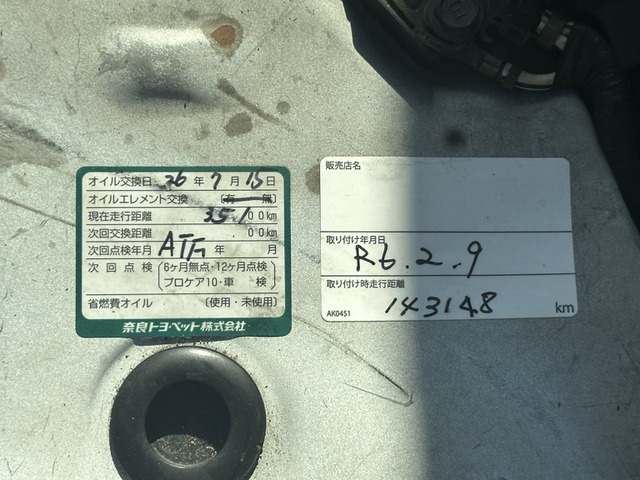 オイル交換日 26年 7月 15日
オイルエレメント交換 〔有 ・ 無〕
現在走行距離 35.100km
次回交換距離 .00km
次回点検年月 ATF 年 月
次回点検 6ヶ月無点・12ヶ月点検
プロケア10・車検
省燃費オイル 〔使用・未使用〕
奈良トヨペット株式会社
販売店名
取り付け年月日
R6.2.9
取り付け時走行距離
143148 km
AK0451